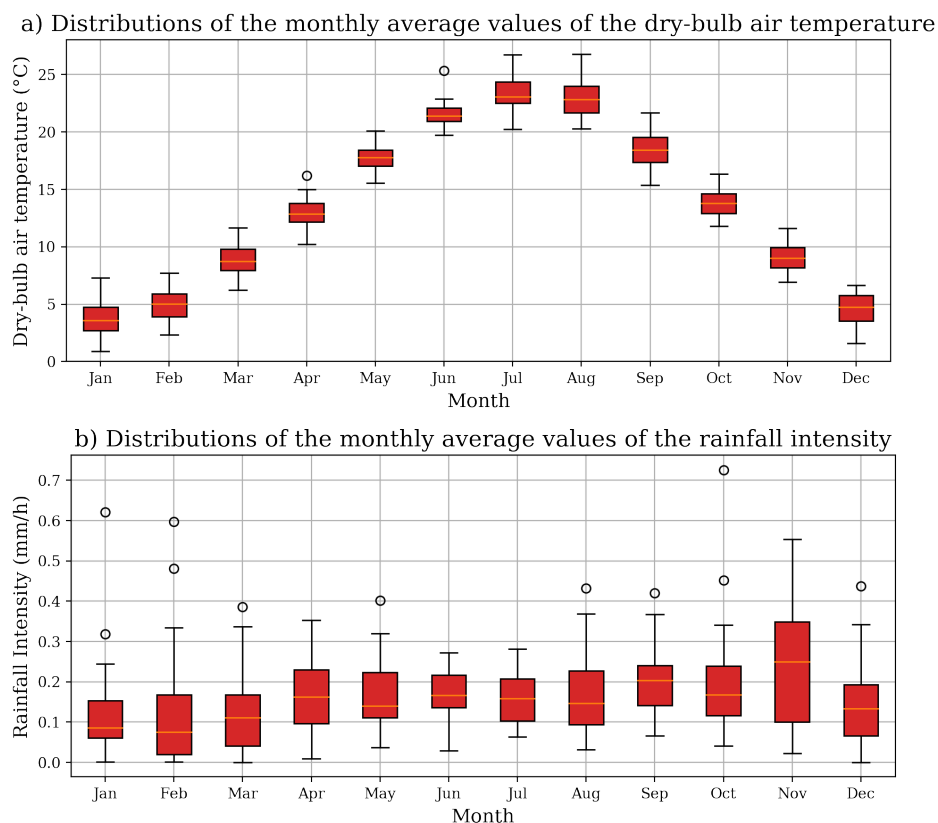 a) Distributions of the monthly average values of the dry-bulb air temperature
Dry-bulb air temperature (°C)
25
20
15
10
5
0
Jan Feb Mar Apr May Jun Jul Aug Sep Oct Nov Dec
Month
b) Distributions of the monthly average values of the rainfall intensity
Rainfall Intensity (mm/h)
0.7
0.6
0.5
0.4
0.3
0.2
0.1
0.0
Jan Feb Mar Apr May Jun Jul Aug Sep Oct Nov Dec
Month